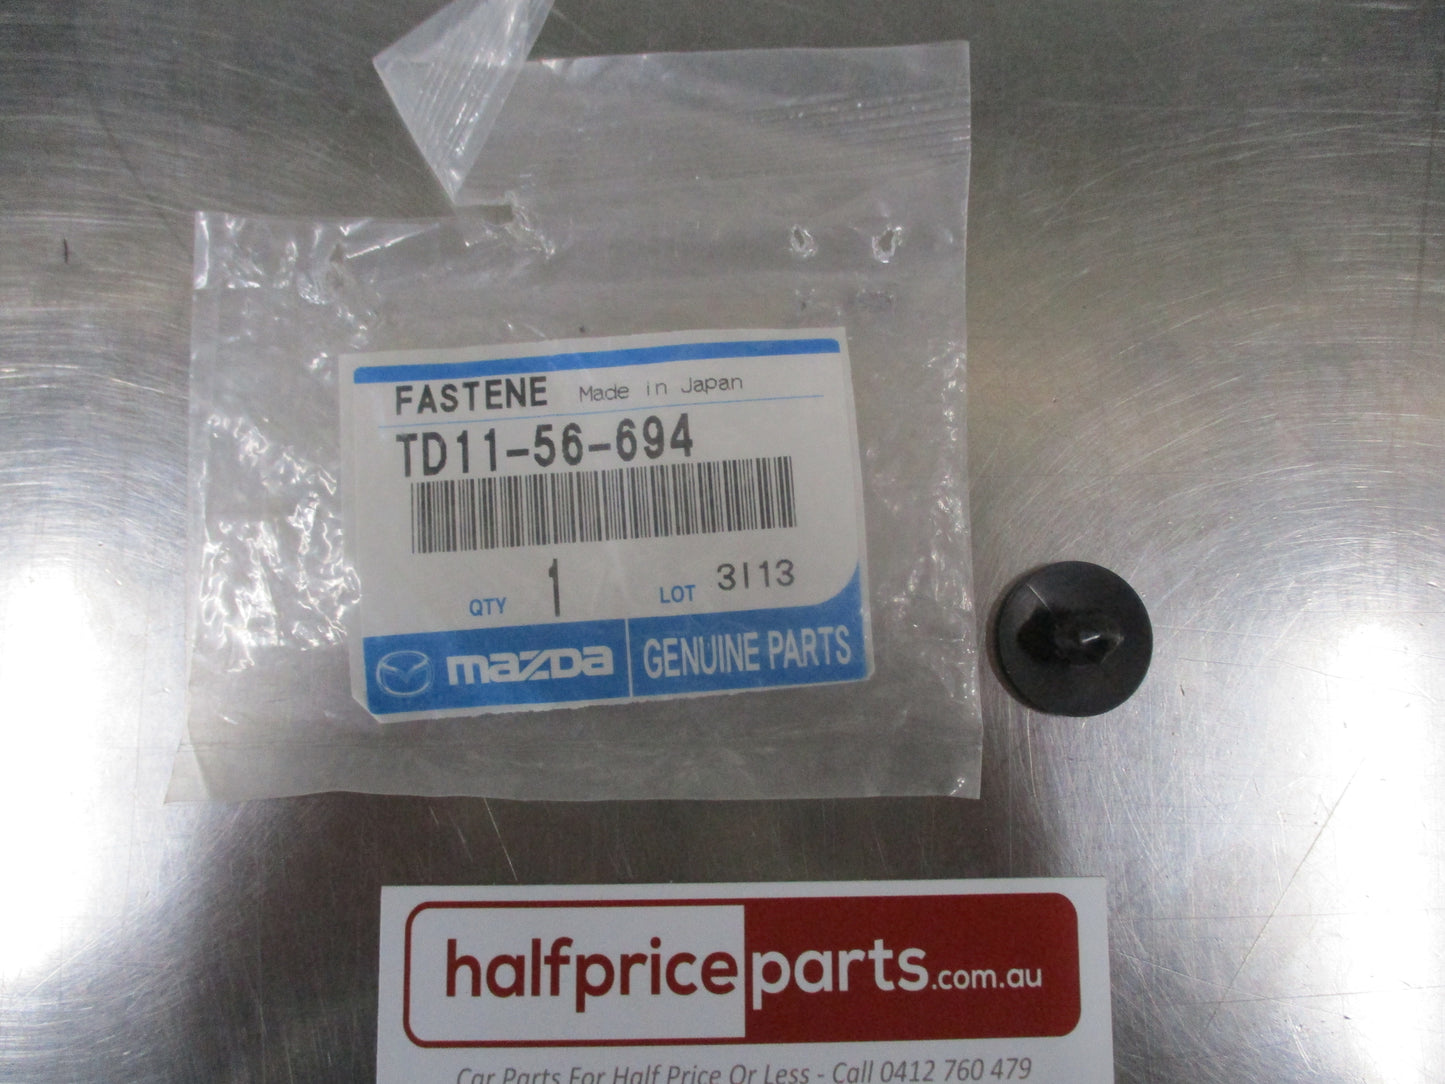 FASTENE Made in Japan
TD11-56-694
QTY 1 LOT 3I13
mazda GENUINE PARTS
halfpriceparts.com.au
Car Parts For Half Price Or Less - Call 0412 760 479